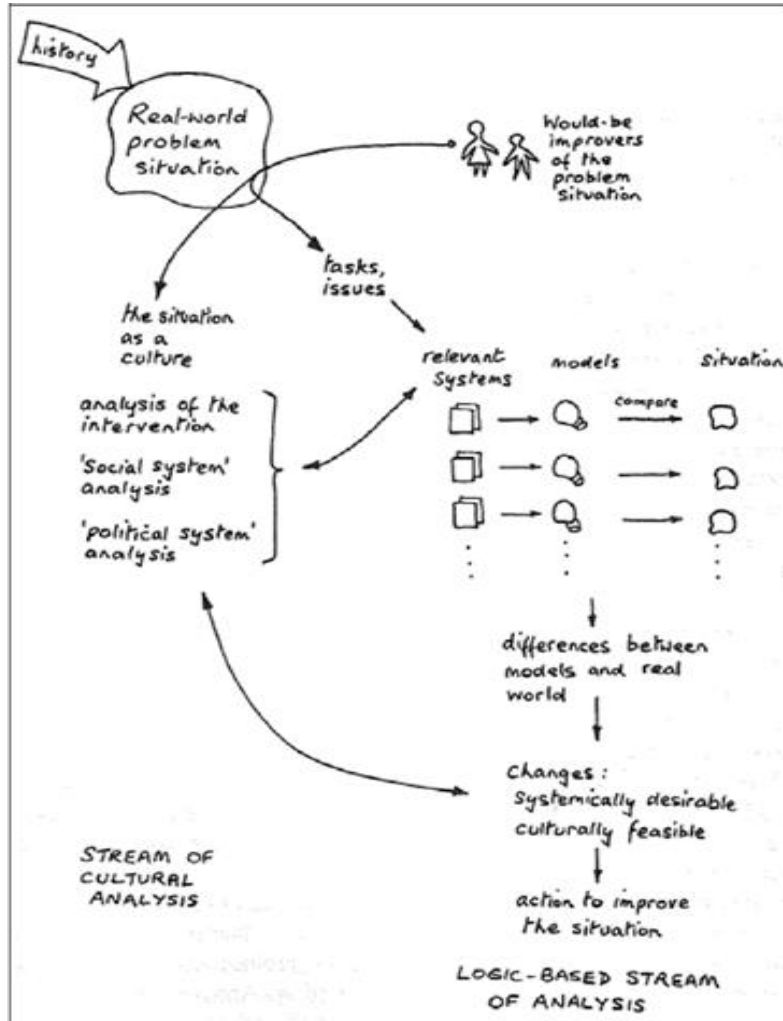 history
Real-world
problem
situation
Would-be
improvers
of the
problem
situation
tasks,
issues
the situation
as a
culture
relevant
Systems
models
situation
compare
analysis of the
intervention
'Social system'
analysis
'political system'
analysis
differences between
models and real
world
Changes:
Systemically desirable
culturally feasible
action to improve
the situation
STREAM OF
CULTURAL
ANALYSIS
LOGIC-BASED STREAM
OF ANALYSIS